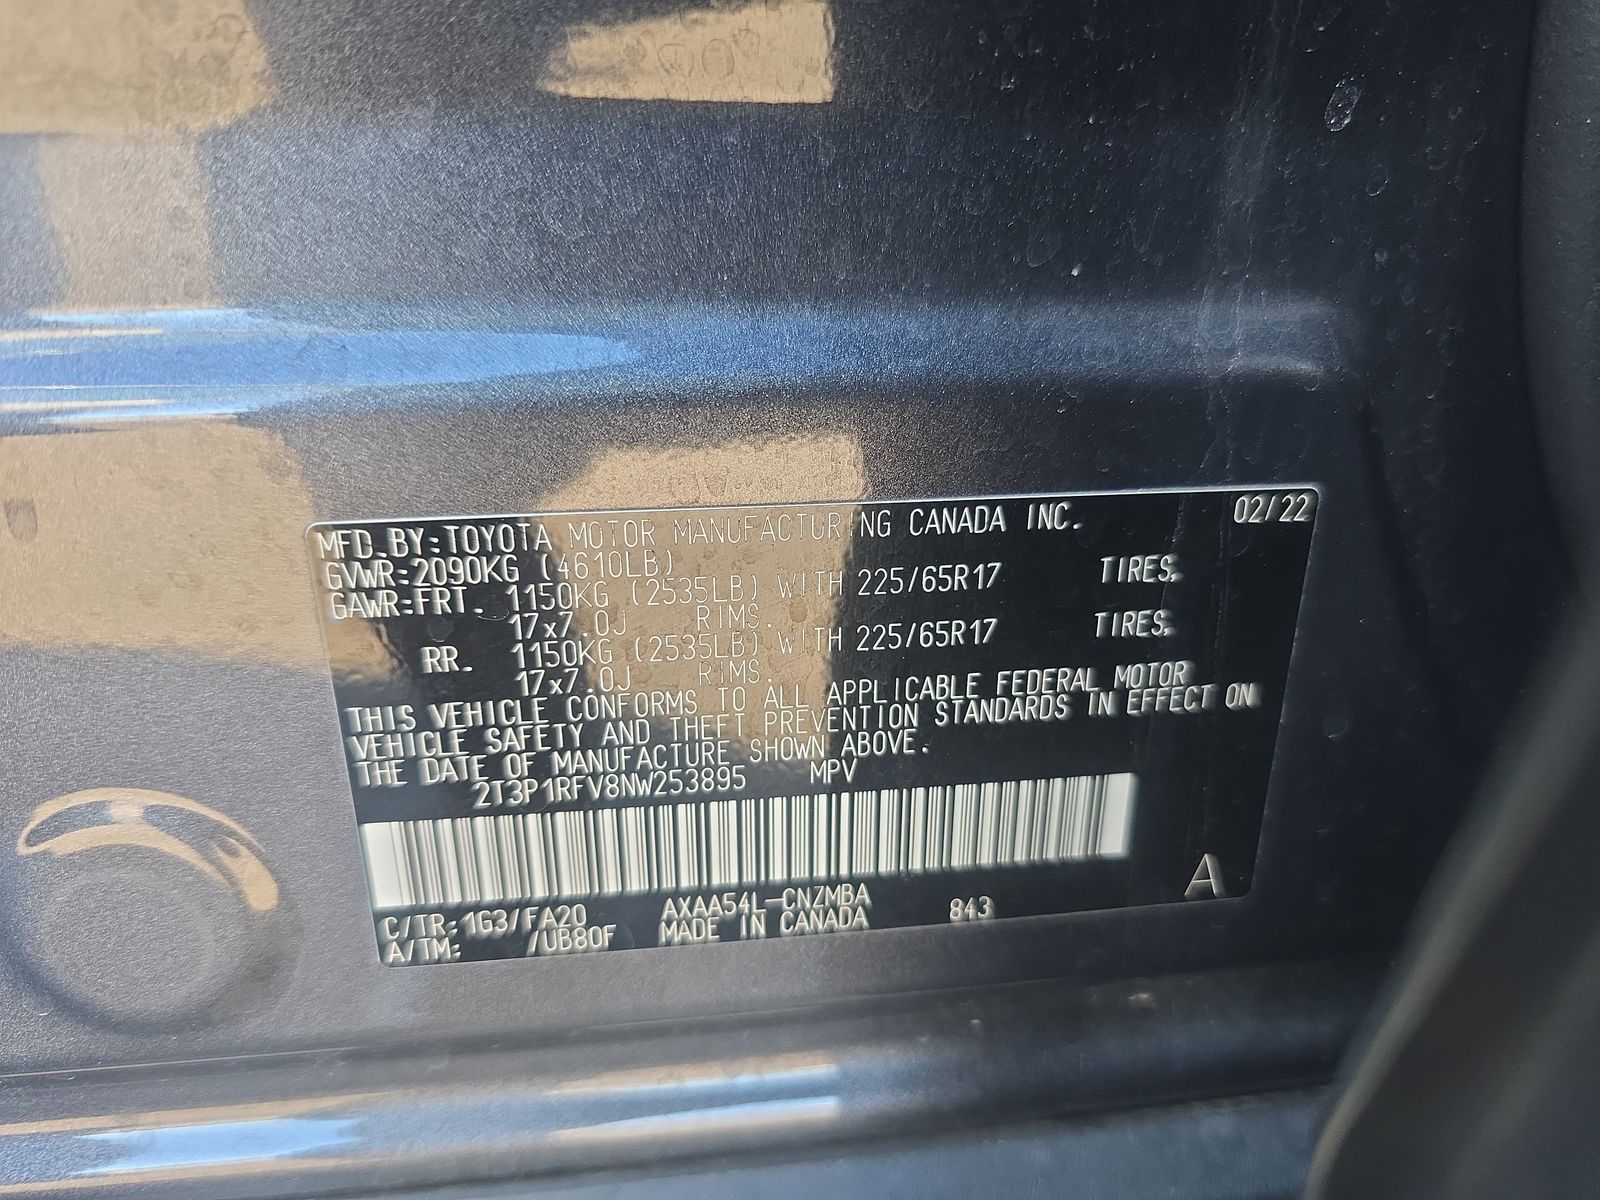 MFD.BY:TOYOTA MOTOR MANUFACTURING CANADA INC. 02/22
GVWR:2090KG (4610LB)
GAWR:FRT. 1150KG (2535LB) WITH 225/65R17 TIRES,
17x7.0J RIMS.
RR. 1150KG (2535LB) WITH 225/65R17 TIRES,
17x7.0J RIMS.
THIS VEHICLE CONFORMS TO ALL APPLICABLE FEDERAL MOTOR
VEHICLE SAFETY AND THEFT PREVENTION STANDARDS IN EFFECT ON
THE DATE OF MANUFACTURE SHOWN ABOVE.
2T3P1RFV8NW253895 MPV
A
C/TR:1G3/FA20 AXAA54L-CNZMBA 843
A/TM: /UB80F MADE IN CANADA